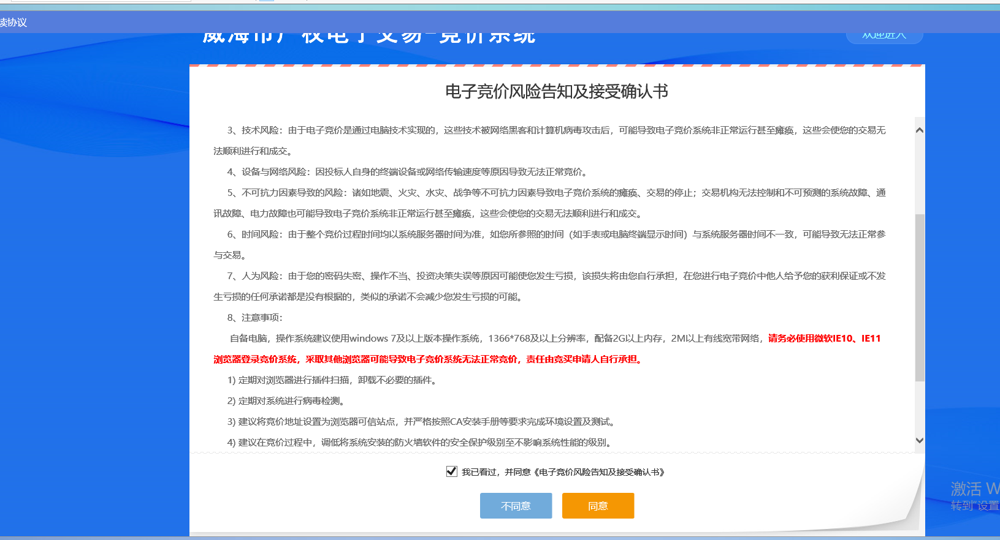 读协议
威海市产权电子交易-竞价系统
欢迎进入
电子竞价风险告知及接受确认书
3、技术风险：由于电子竞价是通过电脑技术实现的，这些技术被网络黑客和计算机病毒攻击后，可能导致电子竞价系统非正常运行甚至瘫痪，这些会使您的交易无
法顺利进行和成交。
4、设备与网络风险：因投标人自身的终端设备或网络传输速度等原因导致无法正常竞价。
5、不可抗力因素导致的风险：诸如地震、火灾、水灾、战争等不可抗力因素导致电子竞价系统的瘫痪、交易的停止；交易机构无法控制和不可预测的系统故障、通
讯故障、电力故障也可能导致电子竞价系统非正常运行甚至瘫痪，这些会使您的交易无法顺利进行和成交。
6、时间风险：由于整个竞价过程时间均以系统服务器时间为准，如您所参照的时间（如手表或电脑终端显示时间）与系统服务器时间不一致，可能导致无法正常参
与交易。
7、人为风险：由于您的密码失密、操作不当、投资决策失误等原因可能使您发生亏损，该损失将由您自行承担，在您进行电子竞价中他人给予您的获利保证或不发
生亏损的任何承诺都是没有根据的，类似的承诺不会减少您发生亏损的可能。
8、注意事项：
自备电脑，操作系统建议使用windows 7及以上版本操作系统，1366*768及以上分辨率，配备2G以上内存，2M以上有线宽带网络，请务必使用微软IE10、IE11
浏览器登录竞价系统，采取其他浏览器可能导致电子竞价系统无法正常竞价，责任由竞买申请人自行承担。
1) 定期对浏览器进行插件扫描，卸载不必要的插件。
2) 定期对系统进行病毒检测。
3) 建议将竞价地址设置为浏览器可信站点，并严格按照CA安装手册等要求完成环境设置及测试。
4) 建议在竞价过程中，调低将系统安装的防火墙软件的安全保护级别至不影响系统性能的级别。
我已看过，并同意《电子竞价风险告知及接受确认书》
不同意
同意
激活 W
转到"设置